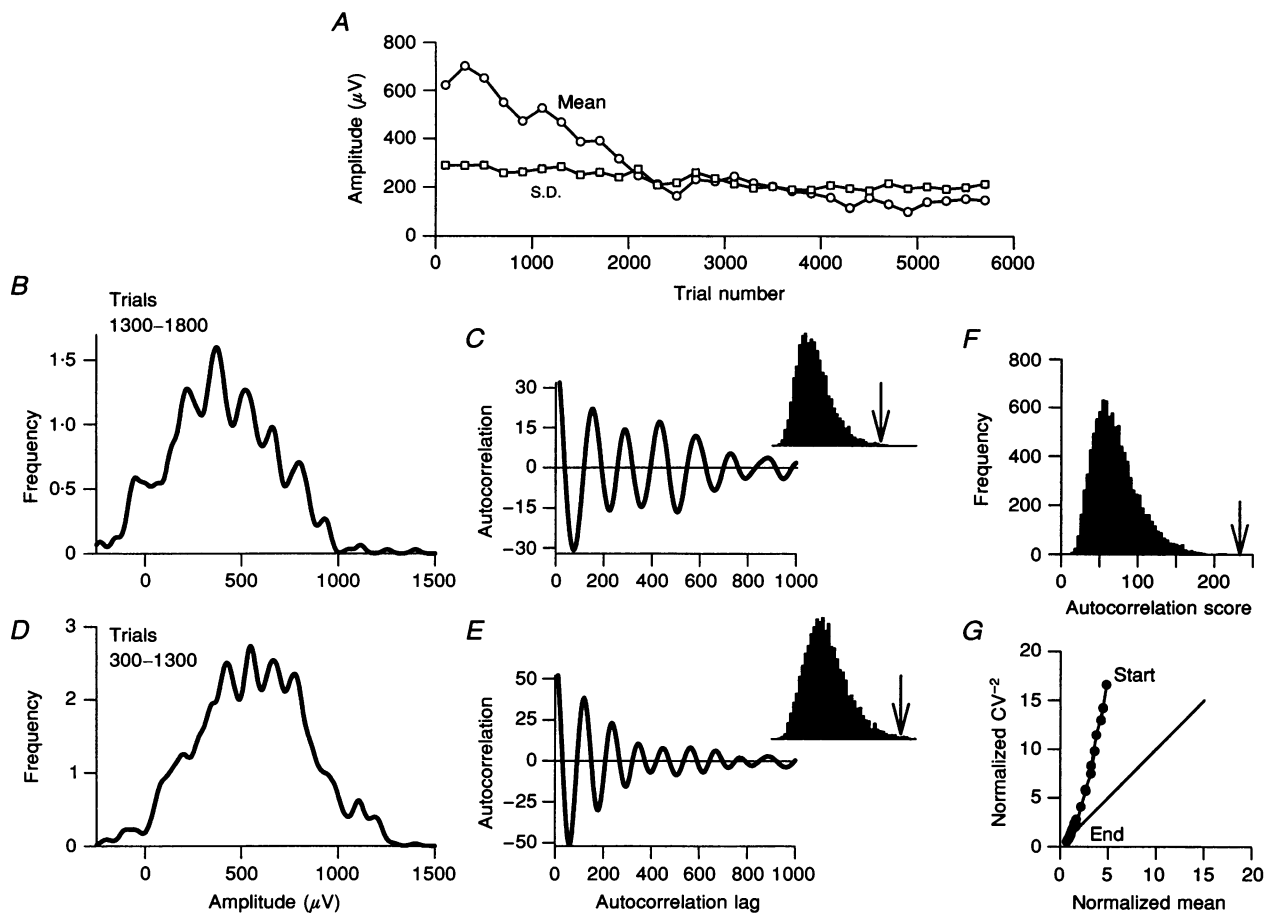 A
800
600
400
200
0
Amplitude (μV)
Mean
S.D.
0 1000 2000 3000 4000 5000 6000
Trial number
B
Trials
1300–1800
1·5
1·0
0·5
0
Frequency
0 500 1000 1500
C
30
15
0
−15
−30
Autocorrelation
0 200 400 600 800 1000
F
800
600
400
200
0
Frequency
0 100 200
Autocorrelation score
D
Trials
300–1300
3
2
1
0
Frequency
0 500 1000 1500
Amplitude (μV)
E
50
25
0
−25
−50
Autocorrelation
0 200 400 600 800 1000
Autocorrelation lag
G
20
15
10
5
0
Normalized CV⁻²
Start
End
0 5 10 15 20
Normalized mean